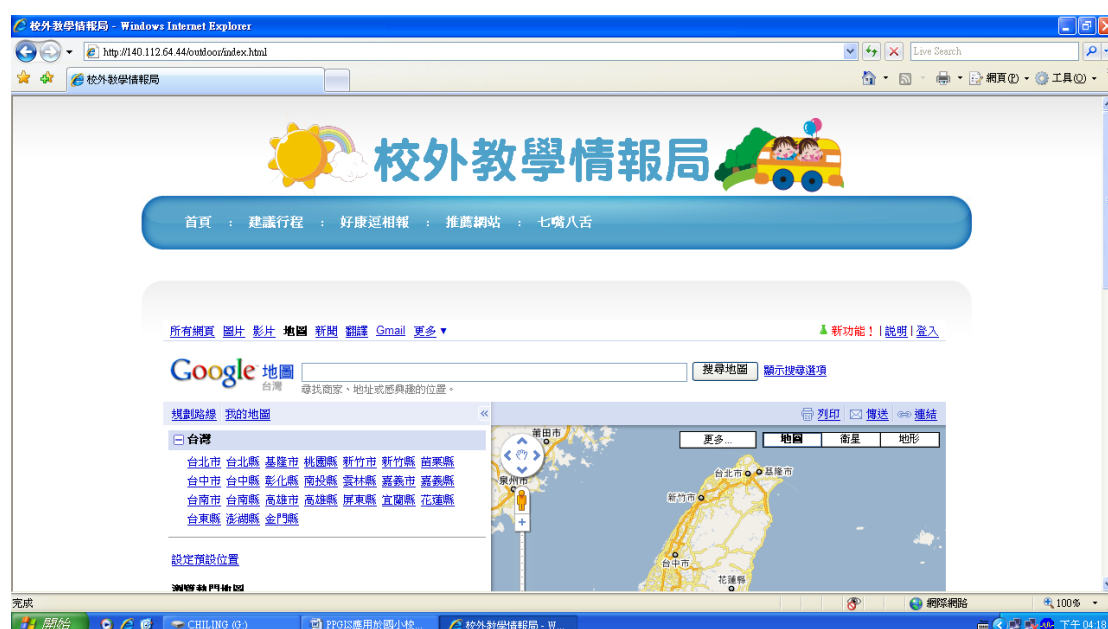 校外教學情報局 - Windows Internet Explorer
http://140.112.64.44/outdoor/index.html
Live Search
校外教學情報局
網頁(P) 工具(O)
校外教學情報局
首頁 : 建議行程 : 好康逗相報 : 推薦網站 : 七嘴八舌
所有網頁 圖片 影片 地圖 新聞 翻譯 Gmail 更多 ▼
新功能！ | 說明 | 登入
Google 地圖
台灣
搜尋地圖 顯示搜尋選項
尋找商家、地址或感興趣的位置。
規劃路線 我的地圖 «
列印 傳送 連結
台灣
台北市 台北縣 基隆市 桃園縣 新竹市 新竹縣 苗栗縣
台中市 台中縣 彰化縣 南投縣 雲林縣 嘉義市 嘉義縣
台南市 台南縣 高雄市 高雄縣 屏東縣 宜蘭縣 花蓮縣
台東縣 澎湖縣 金門縣
設定預設位置
瀏覽熱門地圖
更多... 地圖 衛星 地形
莆田市
泉州市
台北市 基隆市
新竹市
台中市
花蓮縣
完成
網際網路 100%
開始 CHILING (G:) PPGIS應用於國小校... 校外教學情報局 - W... 下午 04:18